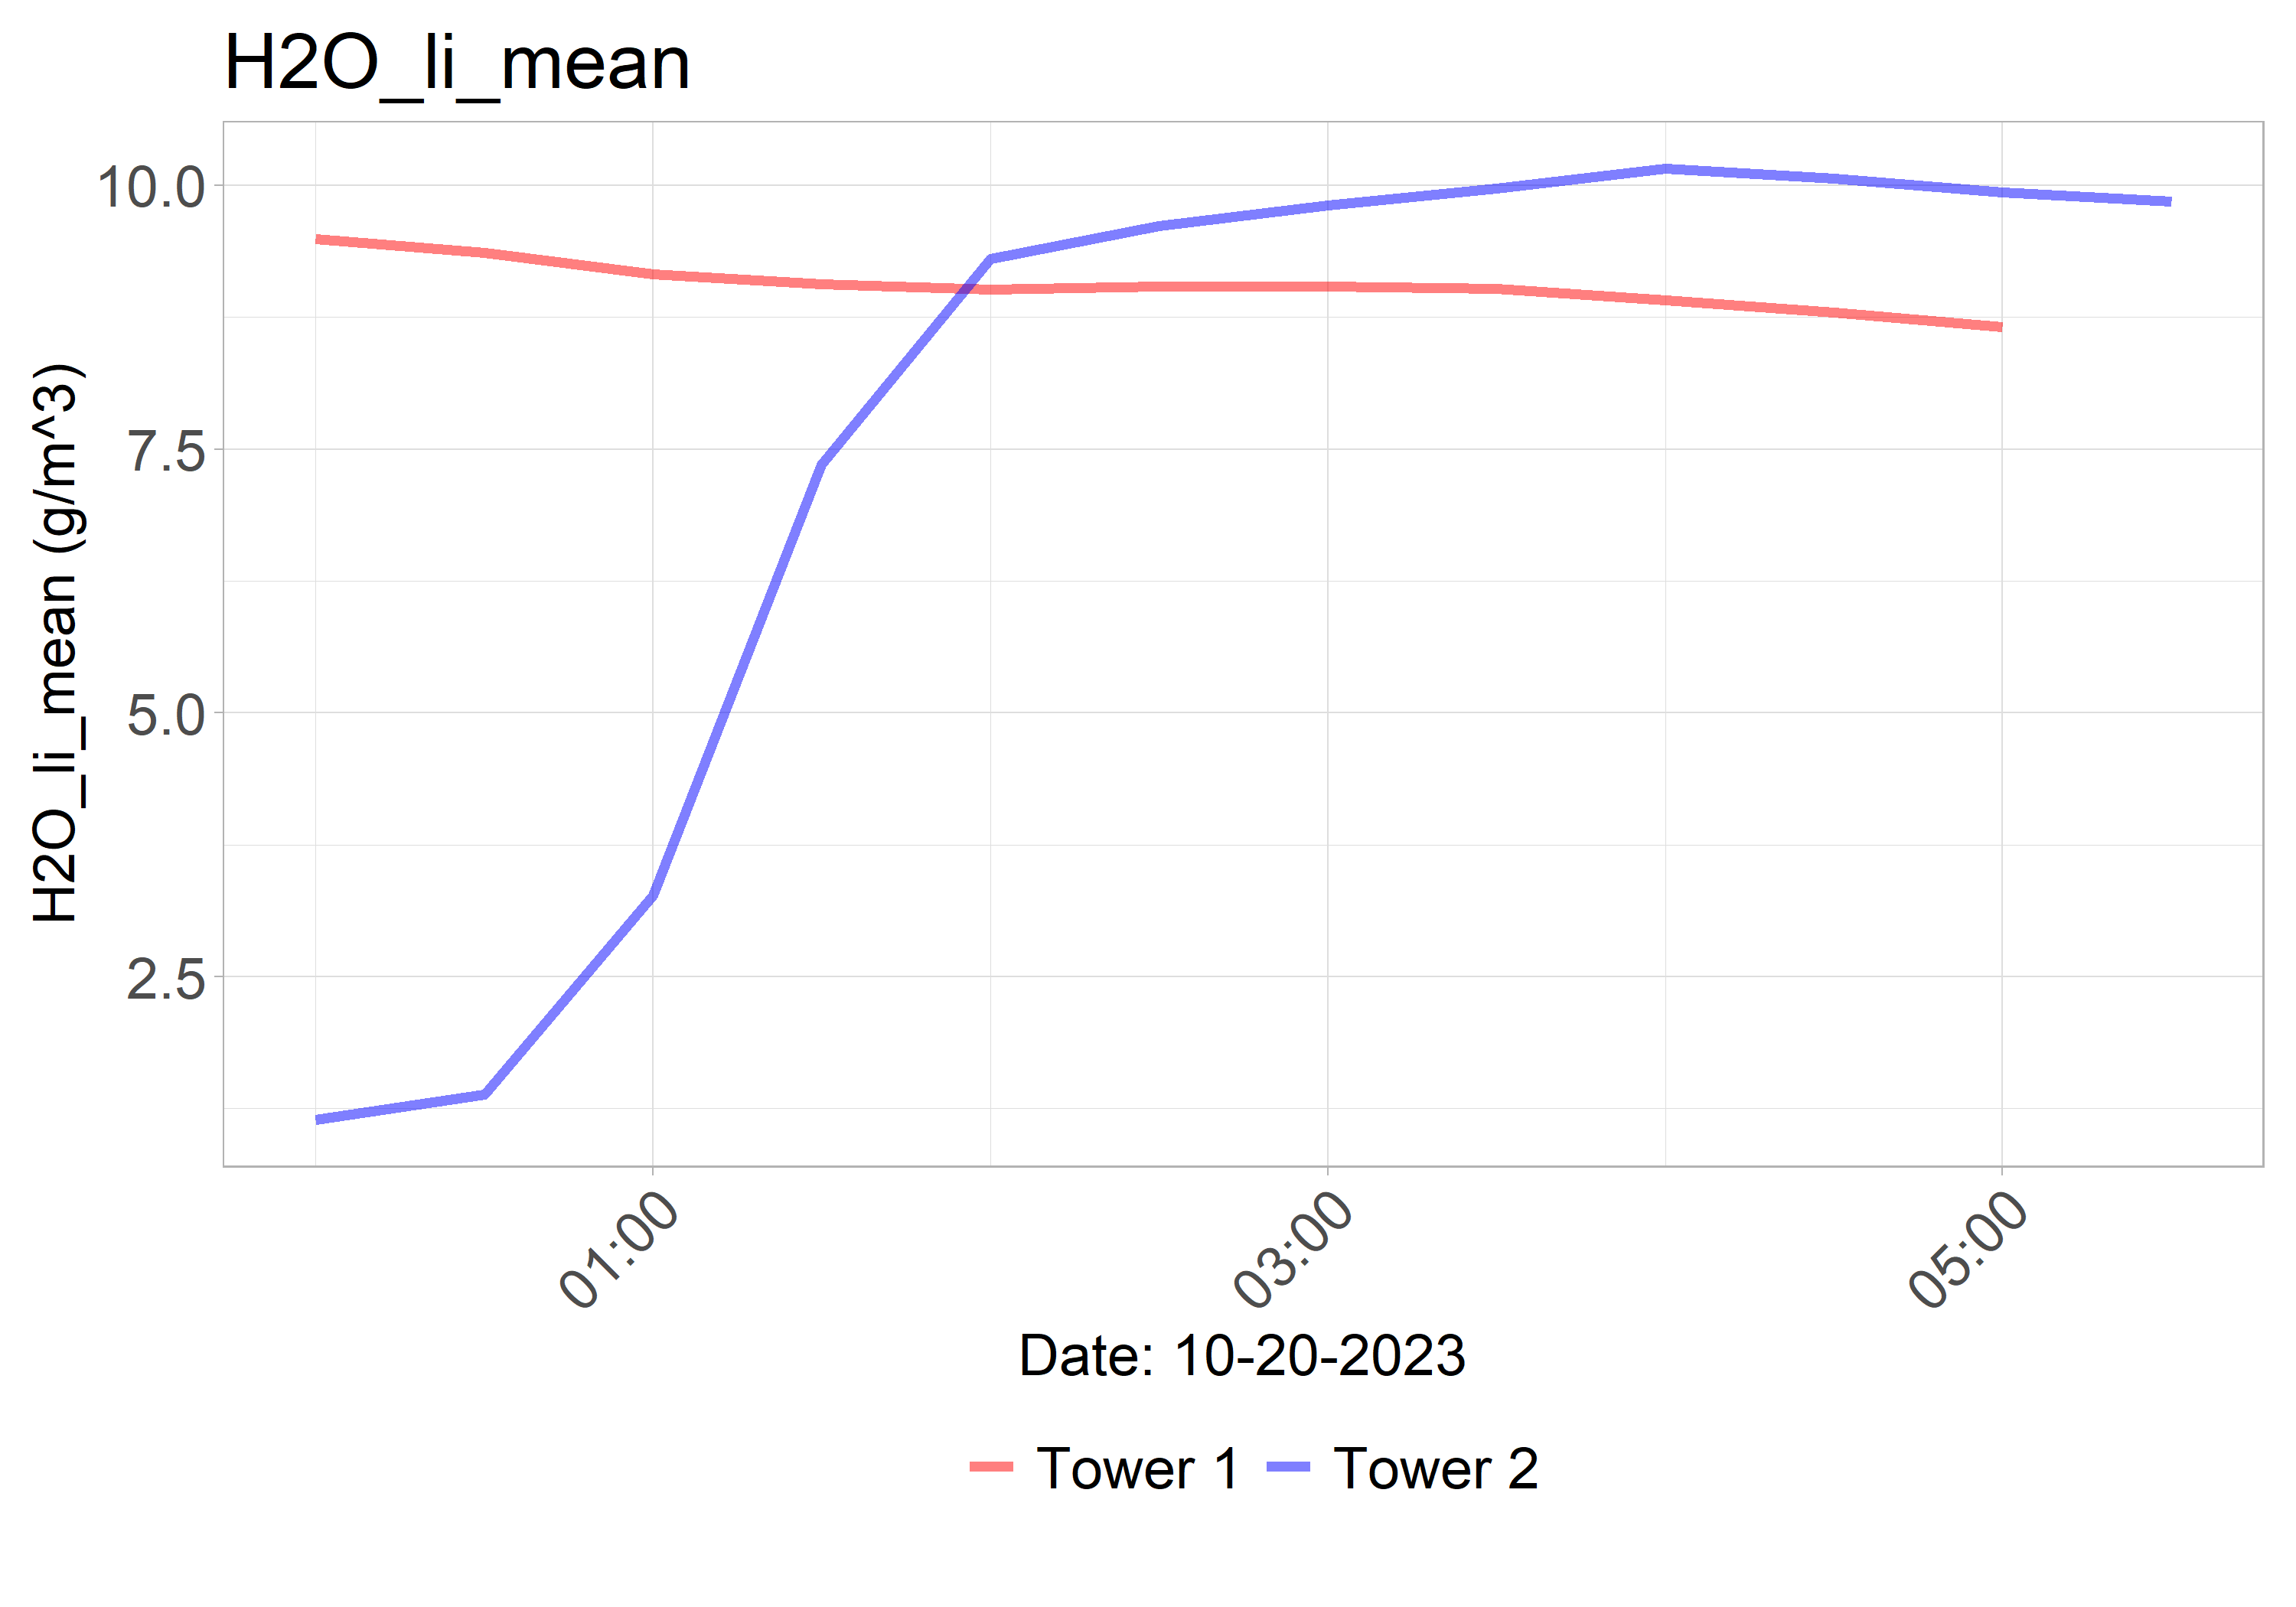 H2O_li_mean
H2O_li_mean (g/m^3)
10.0
7.5
5.0
2.5
01:00
03:00
05:00
Date: 10-20-2023
Tower 1
Tower 2